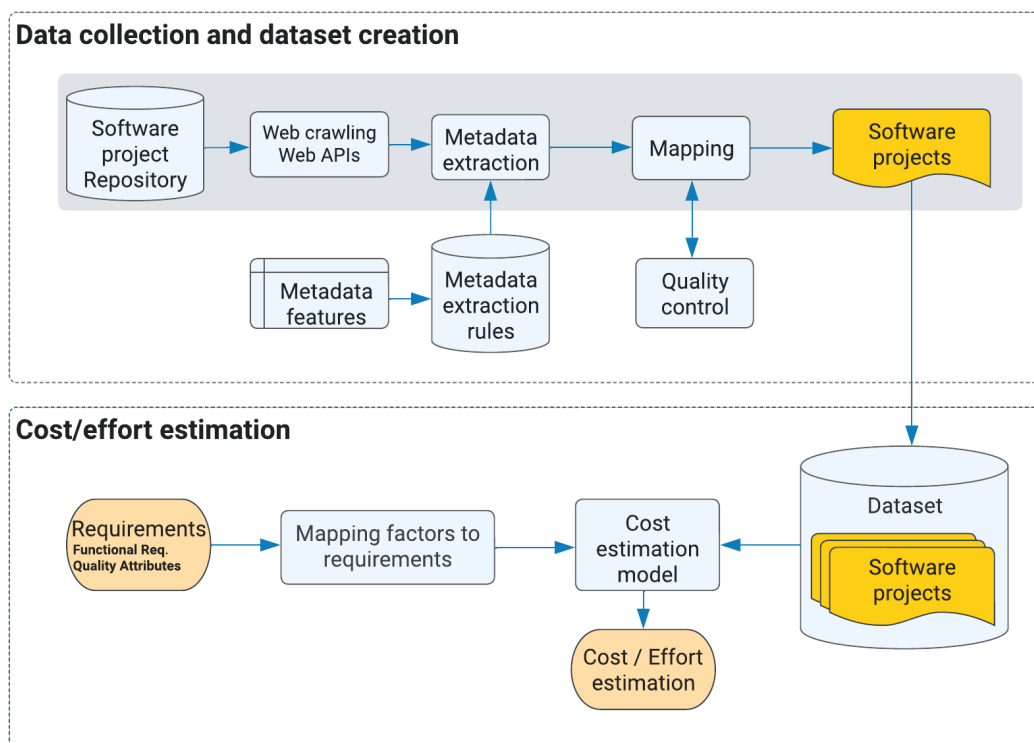 Data collection and dataset creation
Software
project
Repository
Web crawling
Web APIs
Metadata
extraction
Mapping
Software
projects
Metadata
features
Metadata
extraction
rules
Quality
control
Cost/effort estimation
Requirements
Functional Req.
Quality Attributes
Mapping factors to
requirements
Cost
estimation
model
Dataset
Software
projects
Cost / Effort
estimation